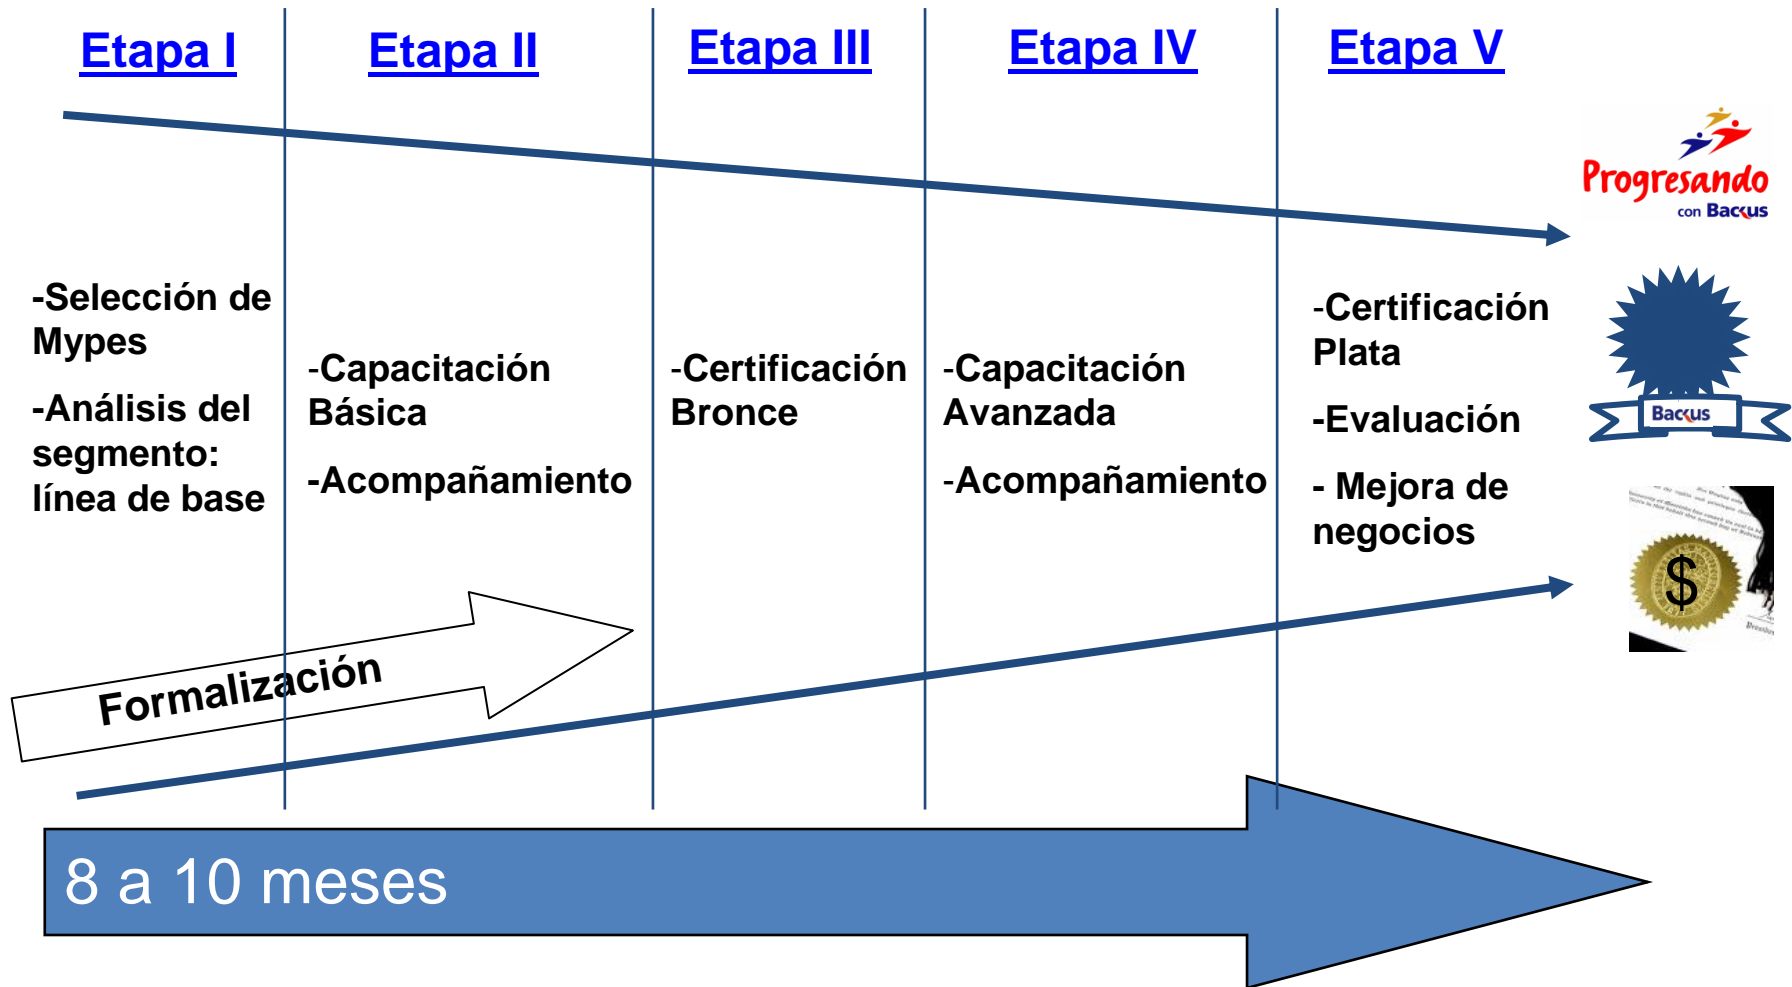 Etapa I
Etapa II
Etapa III
Etapa IV
Etapa V
Progresando
con Backus
-Selección de
Mypes
-Análisis del
segmento:
línea de base
-Capacitación
Básica
-Acompañamiento
-Certificación
Bronce
-Capacitación
Avanzada
-Acompañamiento
-Certificación
Plata
-Evaluación
- Mejora de
negocios
Backus
$
Formalización
8 a 10 meses